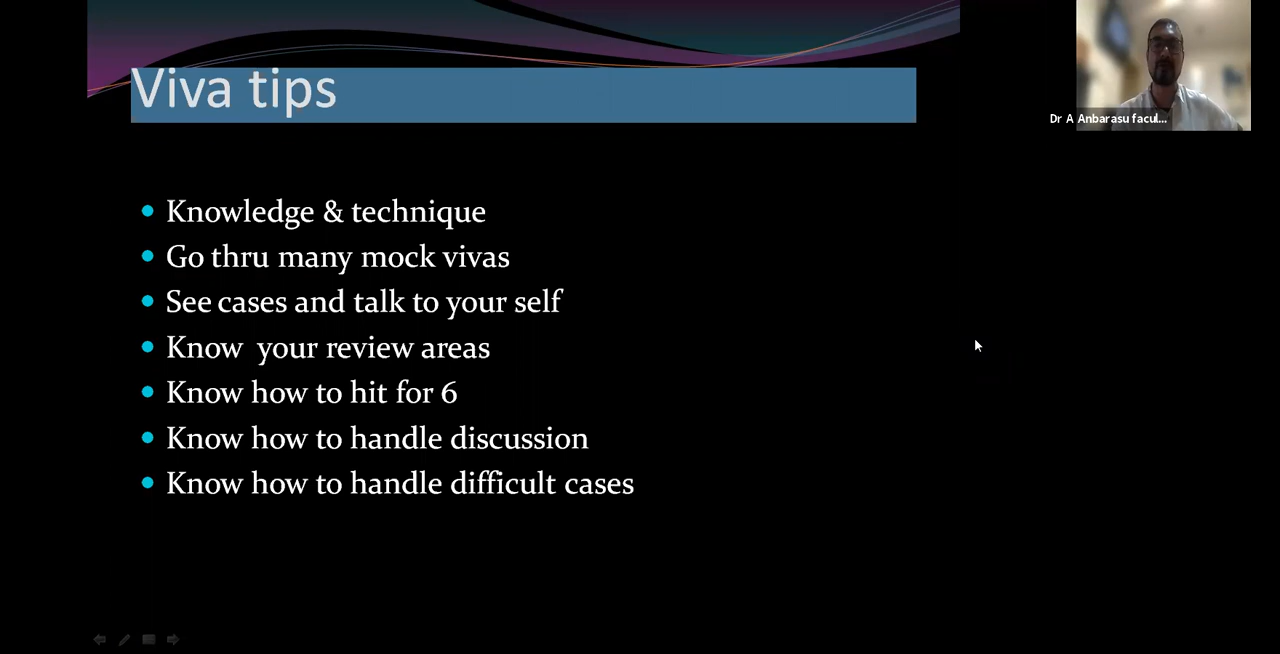 Viva tips
Dr A Anbarasu facul...
• Knowledge & technique
• Go thru many mock vivas
• See cases and talk to your self
• Know your review areas
• Know how to hit for 6
• Know how to handle discussion
• Know how to handle difficult cases